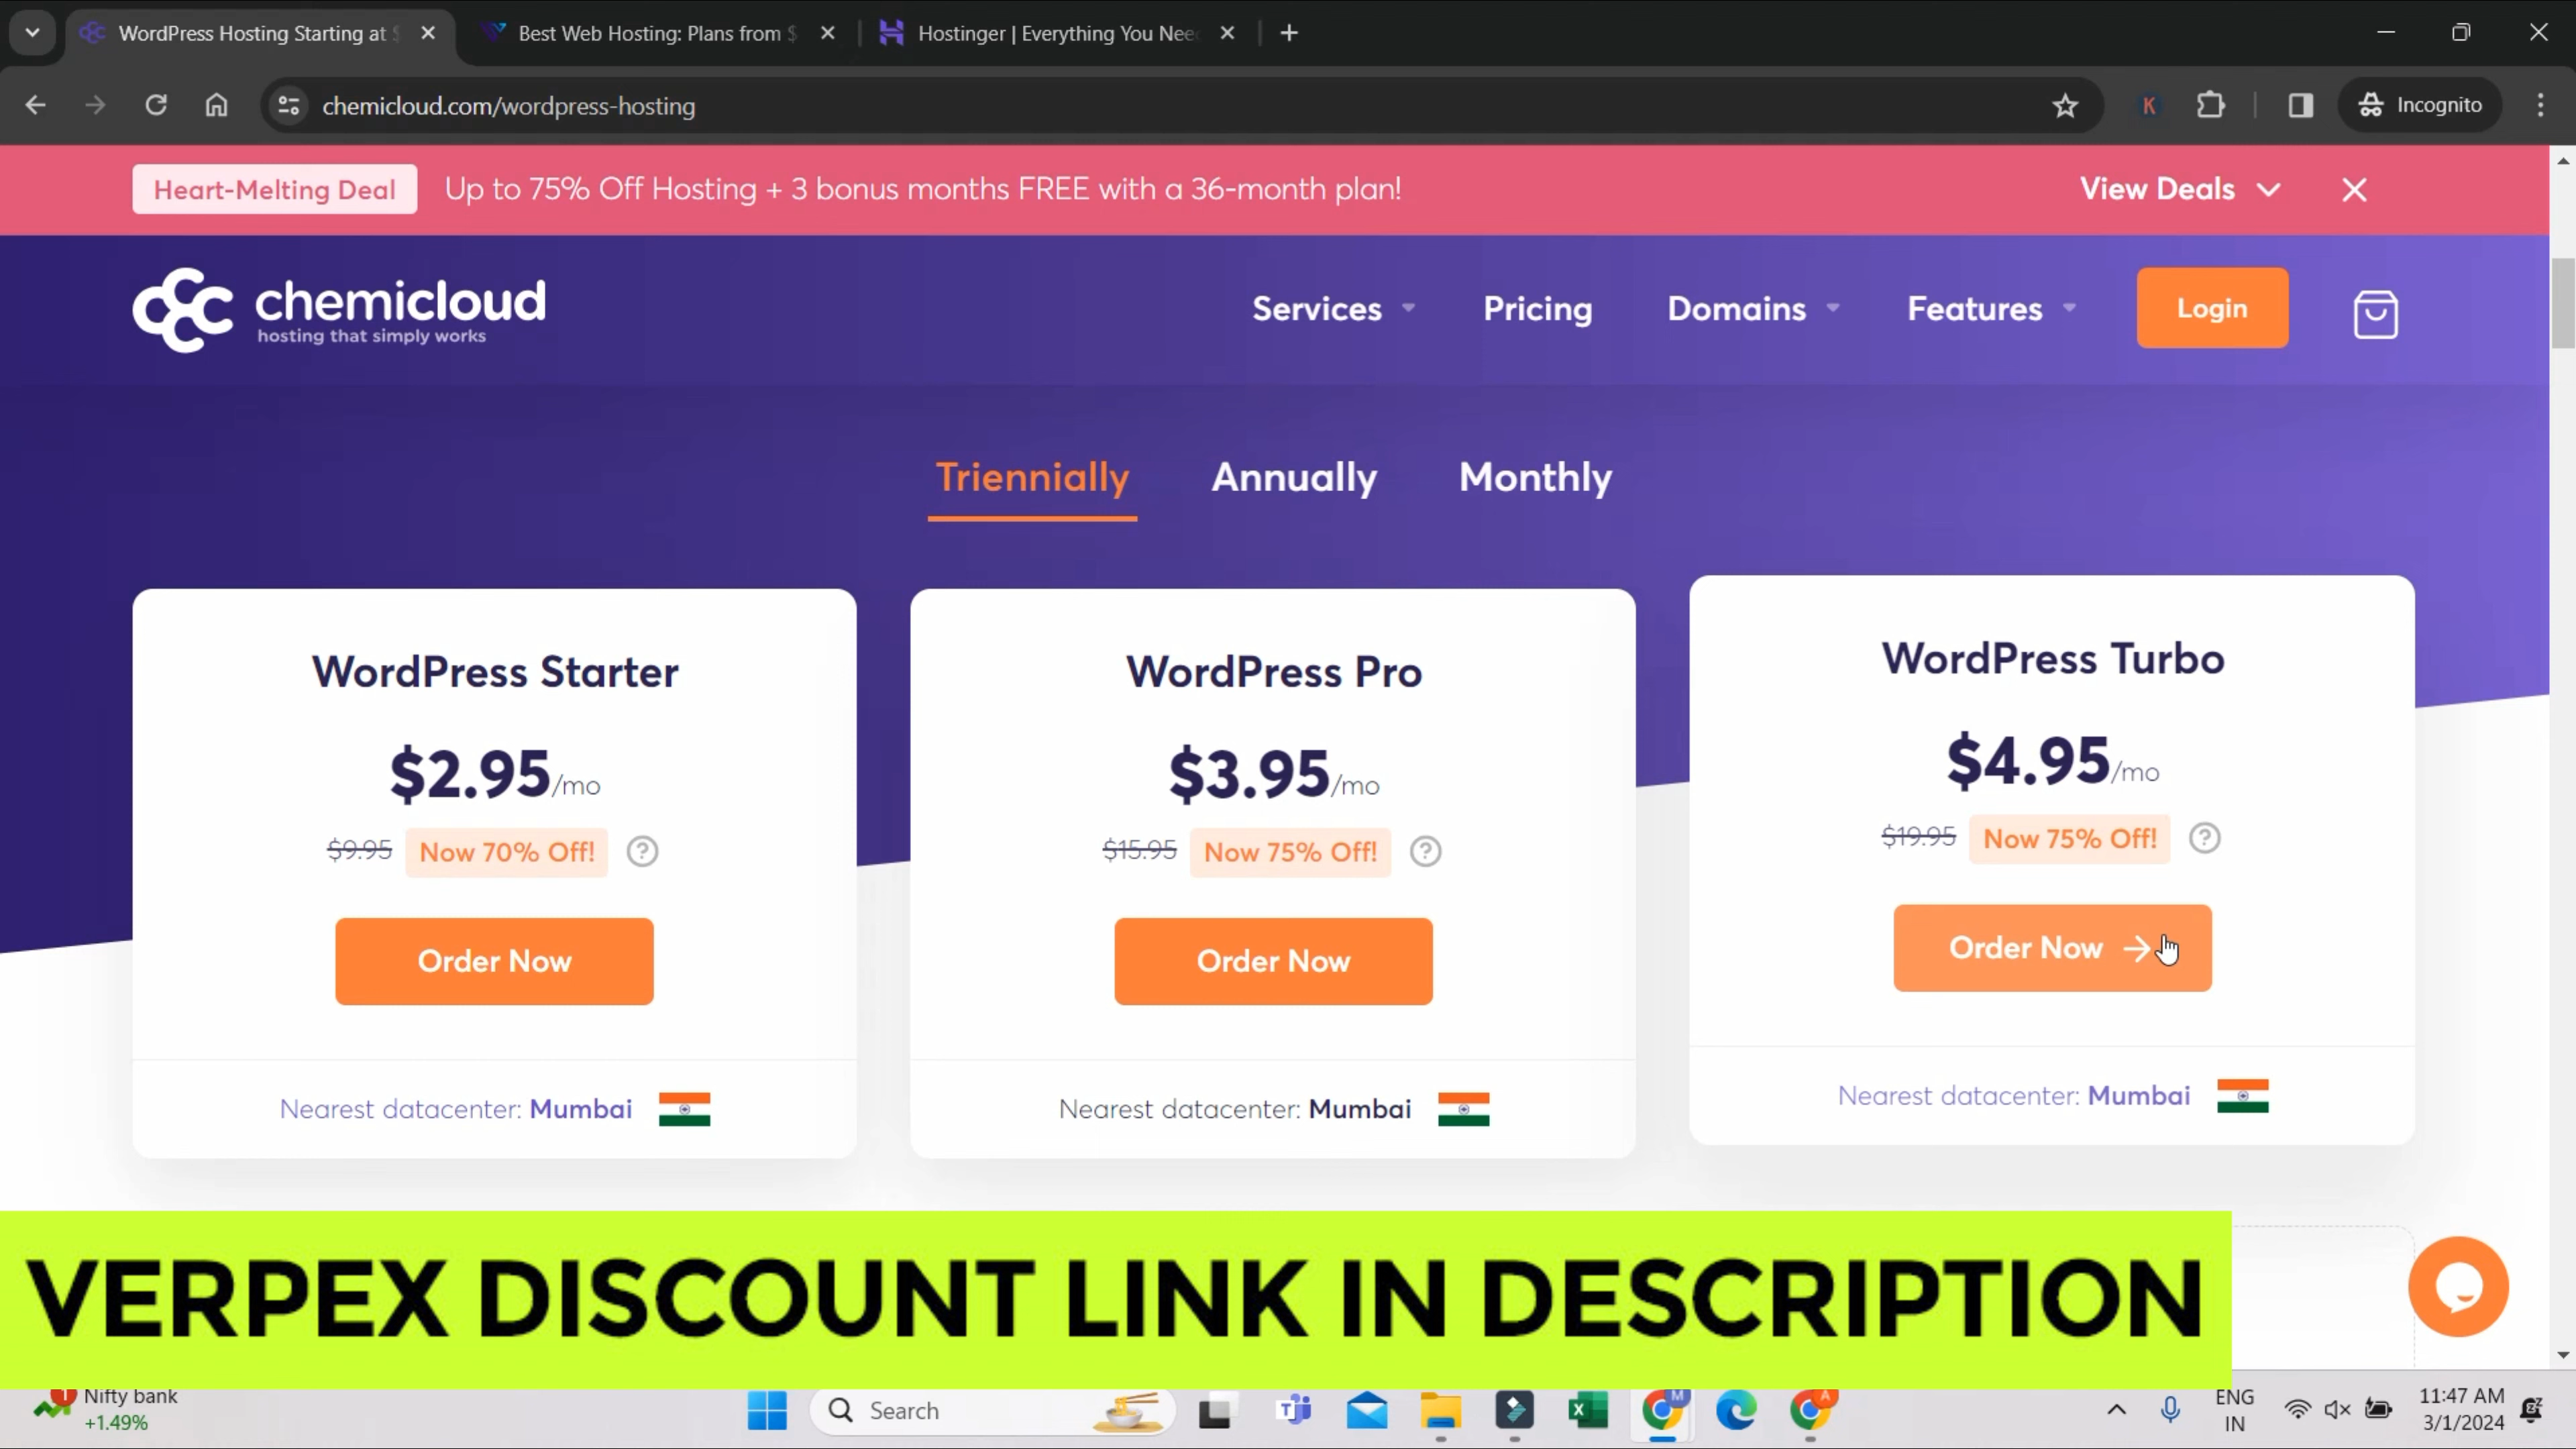 WordPress Hosting Starting at $
Best Web Hosting: Plans from $
Hostinger | Everything You Nee
chemicloud.com/wordpress-hosting
K
Incognito
Heart-Melting Deal
Up to 75% Off Hosting + 3 bonus months FREE with a 36-month plan!
View Deals
chemicloud
hosting that simply works
Services
Pricing
Domains
Features
Login
Triennially
Annually
Monthly
WordPress Starter
$2.95/mo
$9.95
Now 70% Off!
?
Order Now
Nearest datacenter: Mumbai
WordPress Pro
$3.95/mo
$15.95
Now 75% Off!
?
Order Now
Nearest datacenter: Mumbai
WordPress Turbo
$4.95/mo
$19.95
Now 75% Off!
?
Order Now →
Nearest datacenter: Mumbai
VERPEX DISCOUNT LINK IN DESCRIPTION
1
Nifty bank
+1.49%
Search
M
A
ENG
IN
11:47 AM
3/1/2024